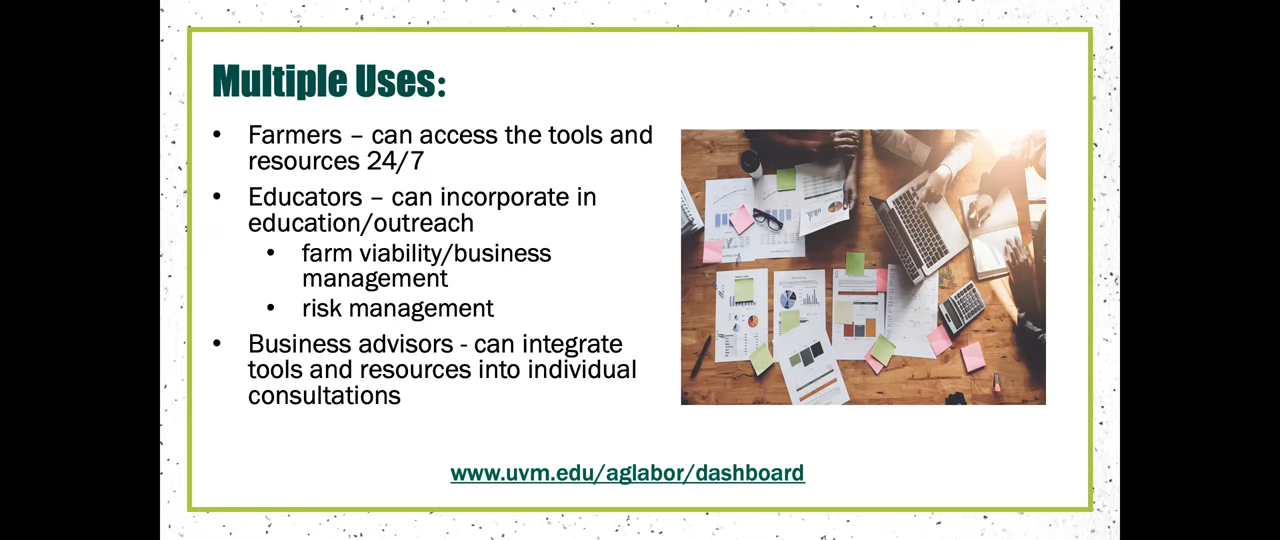 Multiple Uses:
• Farmers – can access the tools and
resources 24/7
• Educators – can incorporate in
education/outreach
• farm viability/business
management
• risk management
• Business advisors - can integrate
tools and resources into individual
consultations
www.uvm.edu/aglabor/dashboard